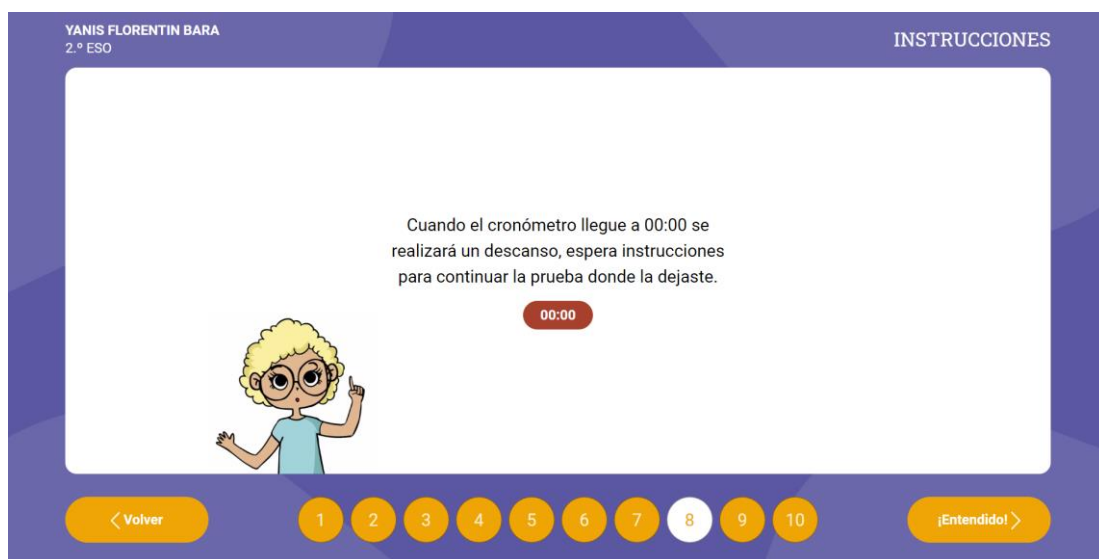 YANIS FLORENTIN BARA
2.º ESO
INSTRUCCIONES
Cuando el cronómetro llegue a 00:00 se
realizará un descanso, espera instrucciones
para continuar la prueba donde la dejaste.
00:00
Volver
1 2 3 4 5 6 7 8 9 10
¡Entendido!